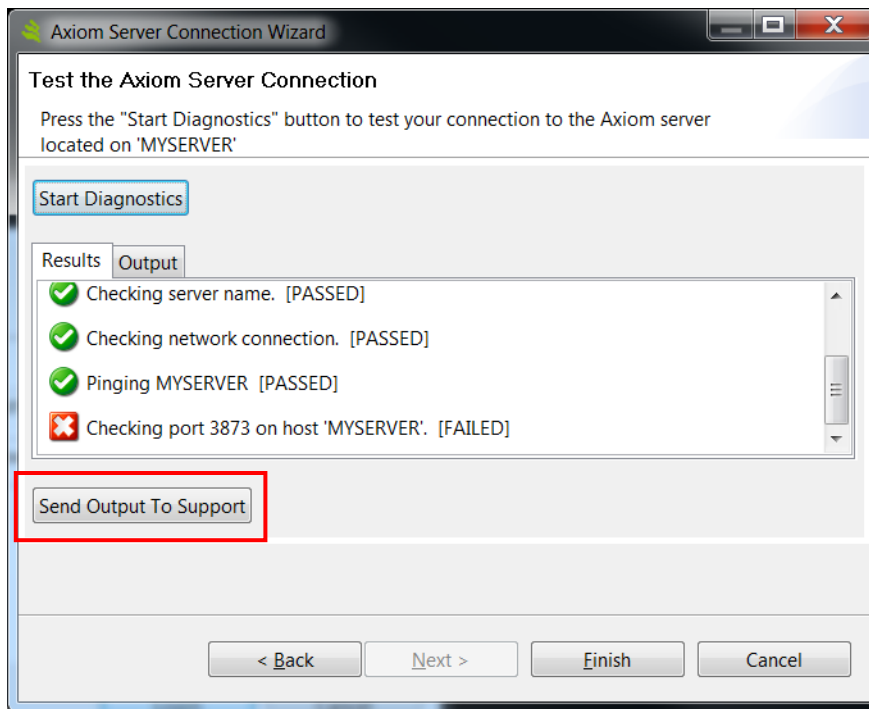 Axiom Server Connection Wizard
Test the Axiom Server Connection
Press the "Start Diagnostics" button to test your connection to the Axiom server
located on 'MYSERVER'
Start Diagnostics
Results Output
Checking server name. [PASSED]
Checking network connection. [PASSED]
Pinging MYSERVER [PASSED]
Checking port 3873 on host 'MYSERVER'. [FAILED]
Send Output To Support
< Back Next > Finish Cancel